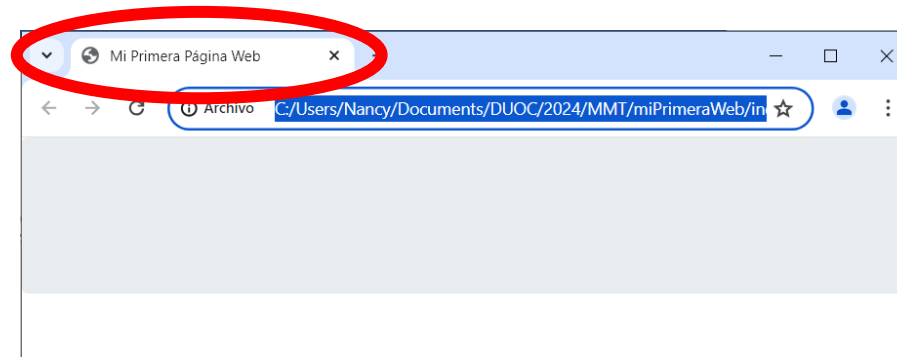 Mi Primera Página Web
Archivo C:/Users/Nancy/Documents/DUOC/2024/MMT/miPrimeraWeb/in